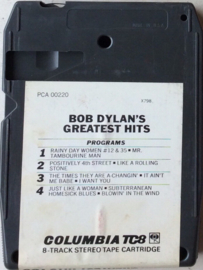 PCA 00220
BOB DYLAN'S
GREATEST HITS
PROGRAMS
1 RAINY DAY WOMEN #12 & 35 • MR.
TAMBOURINE MAN
2 POSITIVELY 4th STREET • LIKE A ROLLING
STONE
3 THE TIMES THEY ARE A-CHANGIN' • IT AIN'T
ME BABE • I WANT YOU
4 JUST LIKE A WOMAN • SUBTERRANEAN
HOMESICK BLUES • BLOWIN' IN THE WIND
COLUMBIA TC8
8-TRACK STEREO TAPE CARTRIDGE